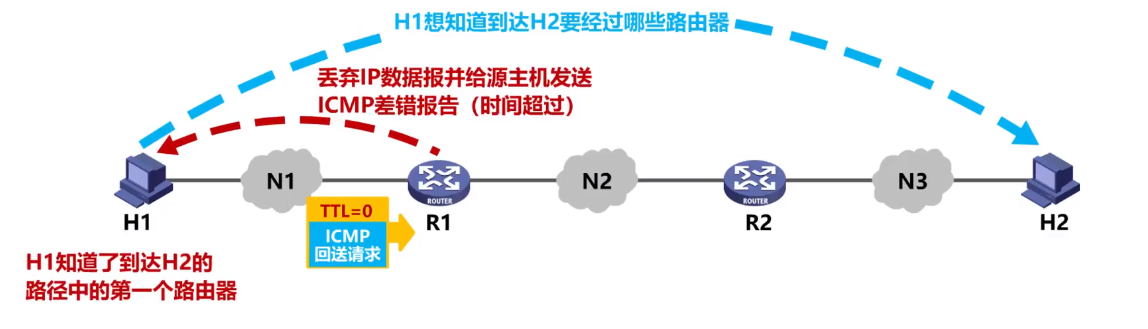 H1想知道到达H2要经过哪些路由器
丢弃IP数据报并给源主机发送
ICMP差错报告（时间超过）
N1
N2
N3
ROUTER
ROUTER
H1
R1
R2
H2
TTL=0
ICMP
回送请求
H1知道了到达H2的
路径中的第一个路由器